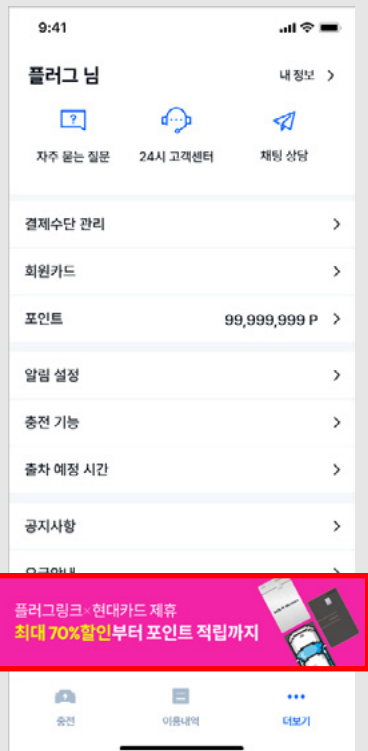 9:41
플러그 님
내 정보
자주 묻는 질문
24시 고객센터
채팅 상담
결제수단 관리
회원카드
포인트
99,999,999 P
알림 설정
충전 기능
출차 예정 시간
공지사항
플러그링크×현대카드 제휴
최대 70%할인부터 포인트 적립까지
충전
이용내역
더보기